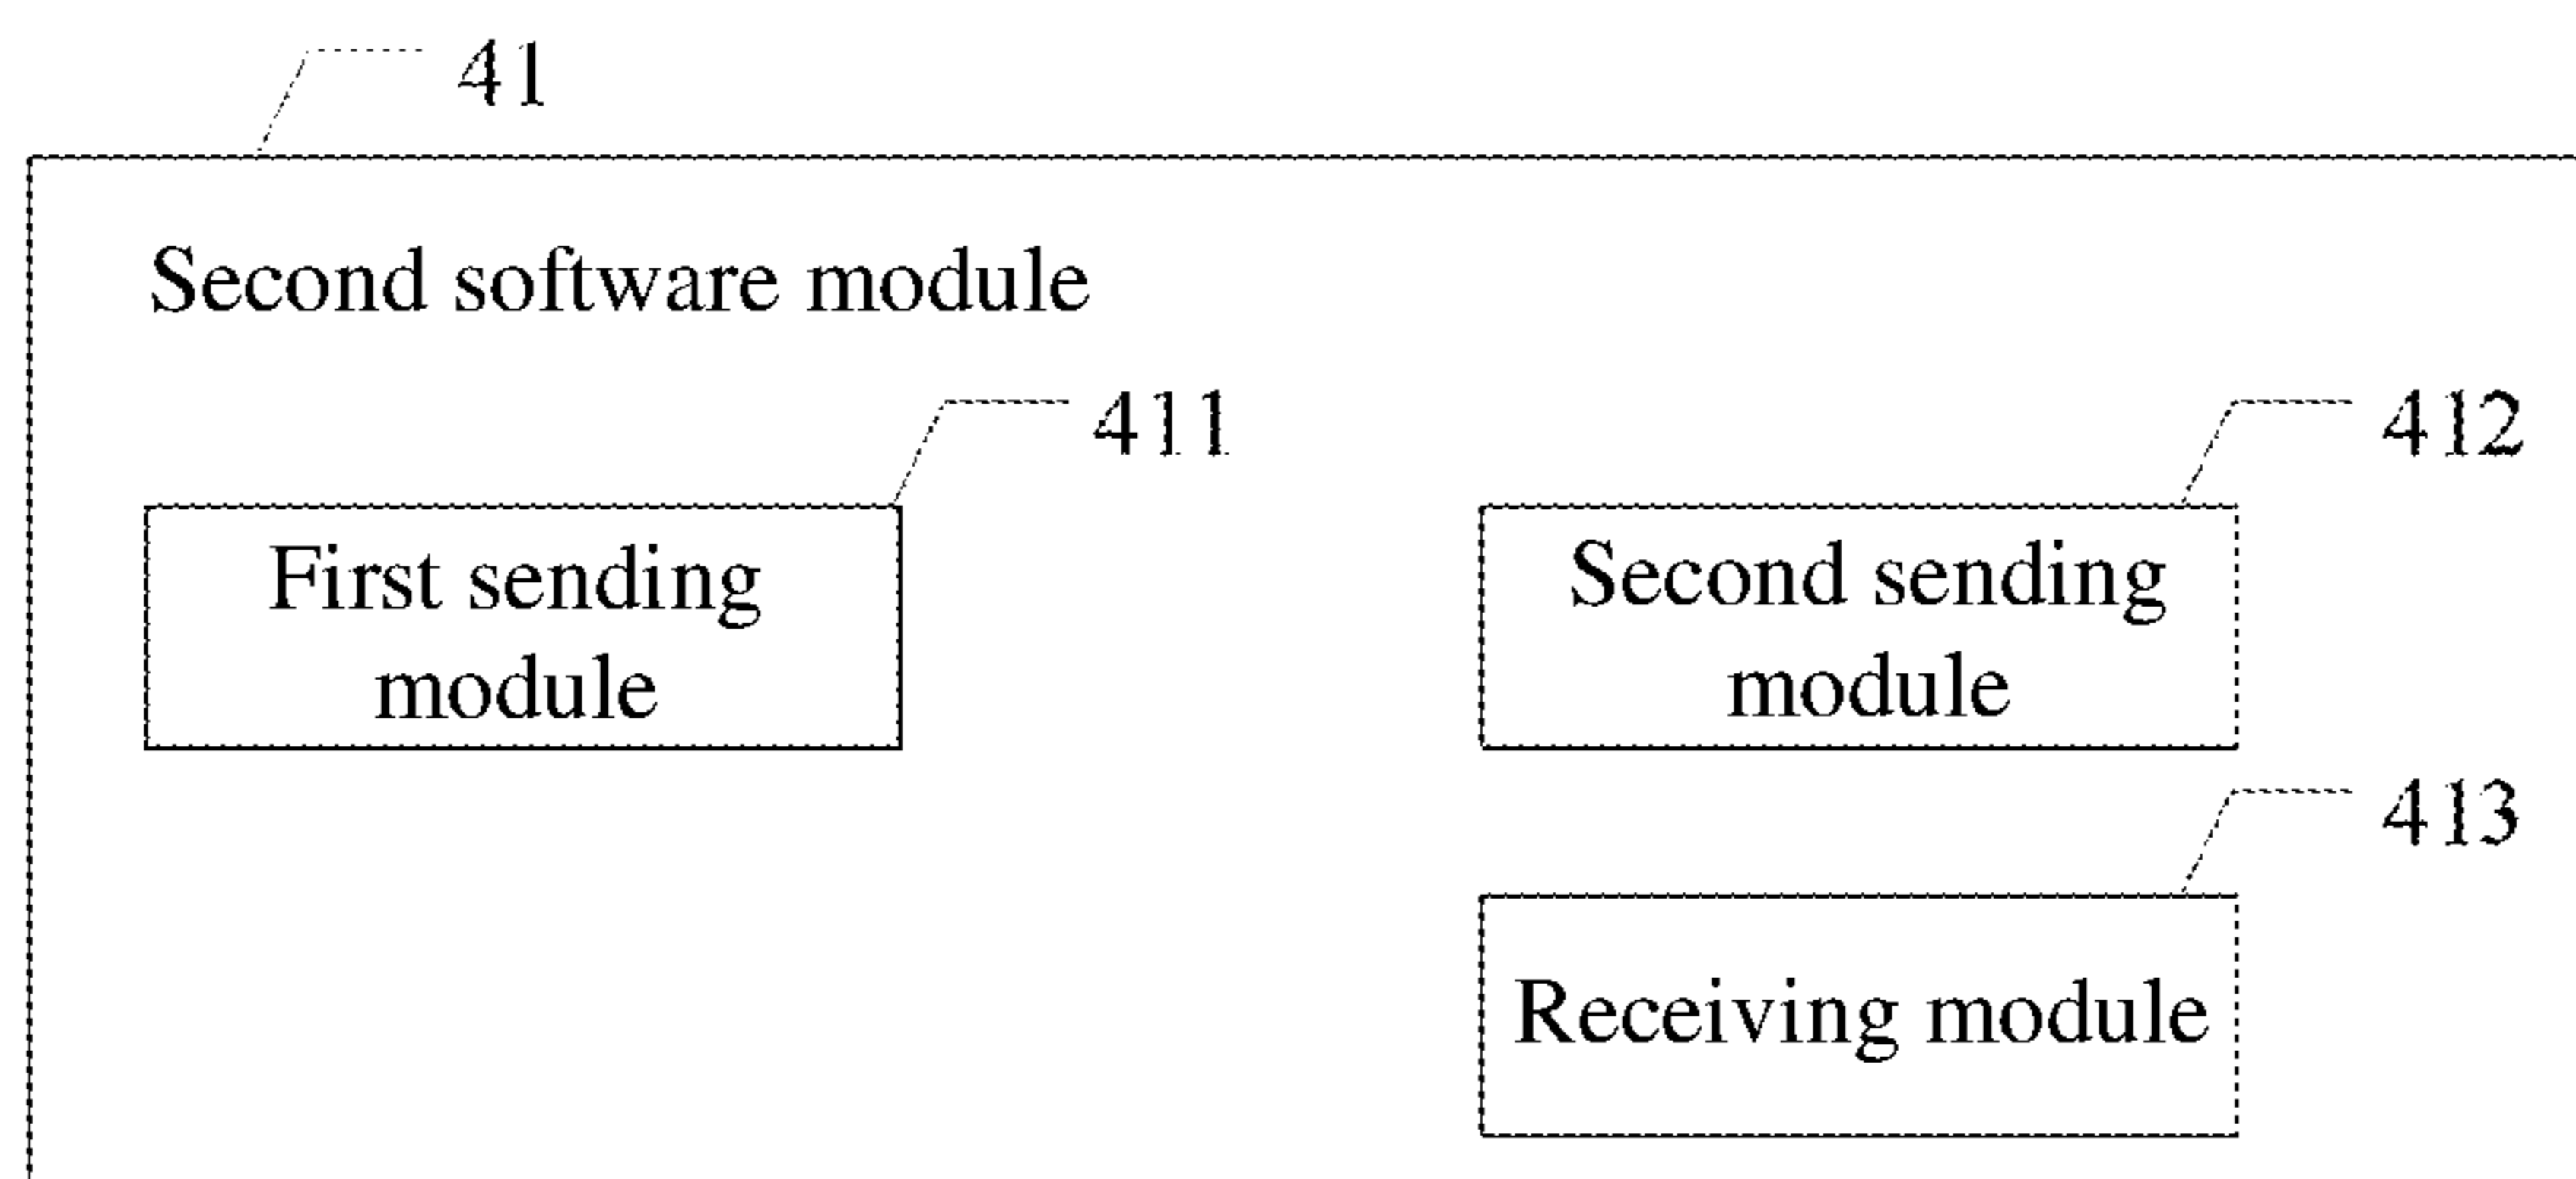 41
Second software module
411
412
First sending
module
Second sending
module
413
Receiving module